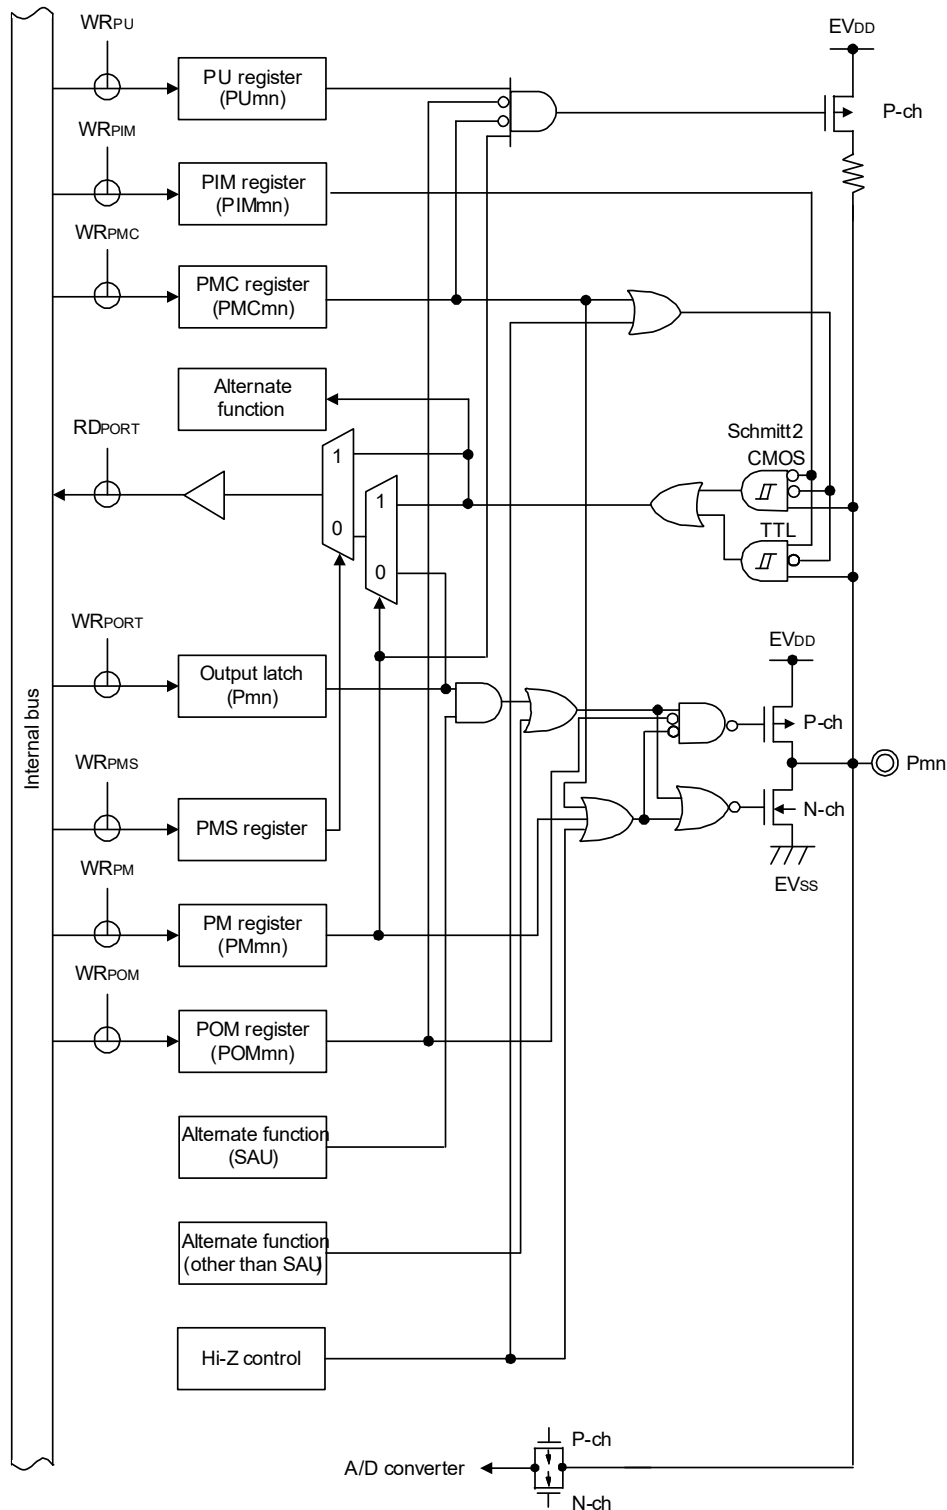 WRPU
EVDD
PU register
(PUmn)
P-ch
WRPIM
PIM register
(PIMmn)
WRPMC
PMC register
(PMCmn)
Alternate
function
RDPORT
1
0
1
0
Schmitt2
CMOS
TTL
WRPORT
Output latch
(Pmn)
EVDD
P-ch
Pmn
Internal bus
WRPMS
PMS register
N-ch
EVSS
WRPM
PM register
(PMmn)
WRPOM
POM register
(POMmn)
Alternate function
(SAU)
Alternate function
(other than SAU)
Hi-Z control
P-ch
A/D converter
N-ch